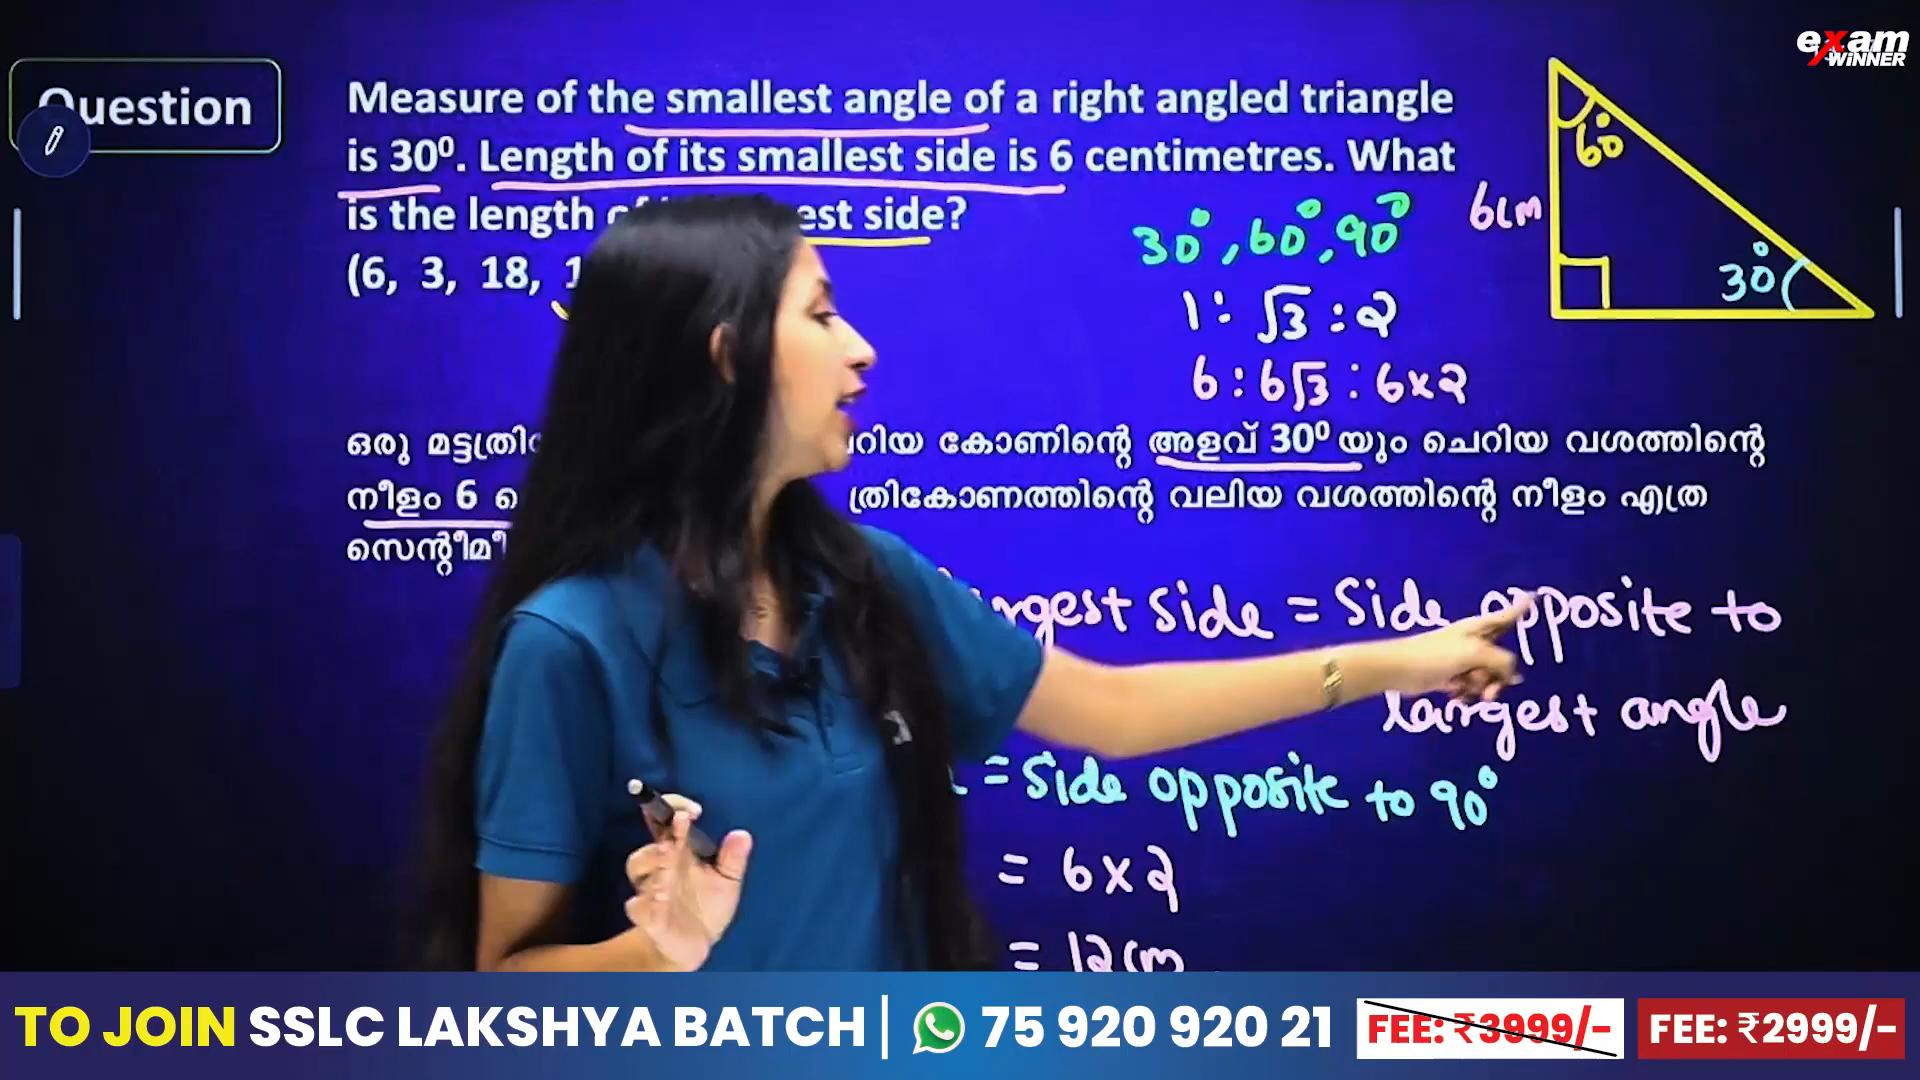 exam
WINNER
Question
Measure of the smallest angle of a right angled triangle
is 30⁰. Length of its smallest side is 6 centimetres. What
is the length est side?
(6, 3, 18,
30°, 60°, 90°
1 : √3 : 2
6 : 6√3 : 6×2
6cm
60°
30°
ഒരു കോണിന്റെ അളവ് 30⁰ യും ചെറിയ വശത്തിന്റെ
നീളം 6 ത്രികോണത്തിന്റെ വലിയ വശത്തിന്റെ നീളം എത്ര
side = Side opposite to
largest angle
= Side opposite to 90°
= 6×2
= 12cm
TO JOIN SSLC LAKSHYA BATCH | 75 920 920 21 FEE: ₹3999/- FEE: ₹2999/-